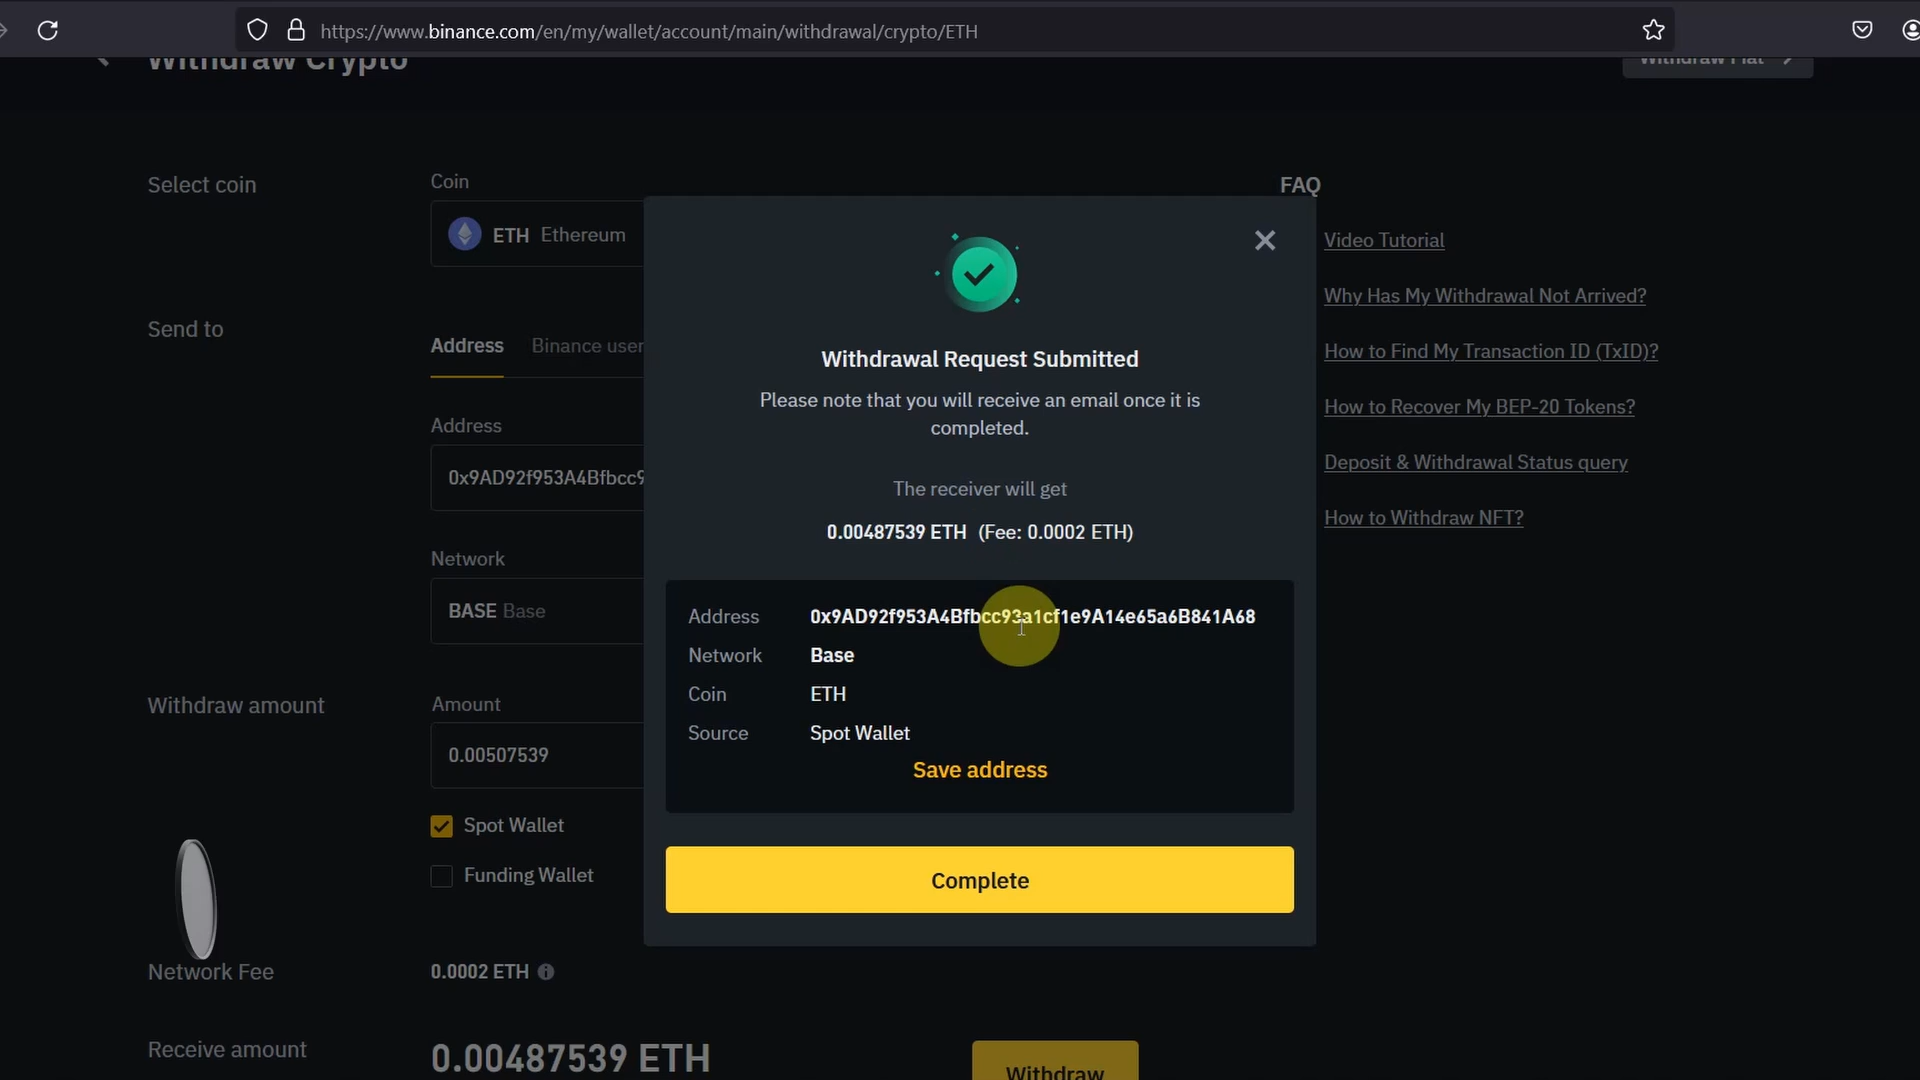 https://www.binance.com/en/my/wallet/account/main/withdrawal/crypto/ETH
Withdraw Crypto
Withdraw Fiat
Select coin
Coin
ETH Ethereum
FAQ
Video Tutorial
Why Has My Withdrawal Not Arrived?
How to Find My Transaction ID (TxID)?
How to Recover My BEP-20 Tokens?
Deposit & Withdrawal Status query
How to Withdraw NFT?
Send to
Address Binance user
Address
0x9AD92f953A4Bfbcc9
Network
BASE Base
Withdraw amount
Amount
0.00507539
Spot Wallet
Funding Wallet
Network Fee
0.0002 ETH
Receive amount
0.00487539 ETH
Withdraw
Withdrawal Request Submitted
Please note that you will receive an email once it is
completed.
The receiver will get
0.00487539 ETH (Fee: 0.0002 ETH)
Address 0x9AD92f953A4Bfbcc93a1cf1e9A14e65a6B841A68
Network Base
Coin ETH
Source Spot Wallet
Save address
Complete